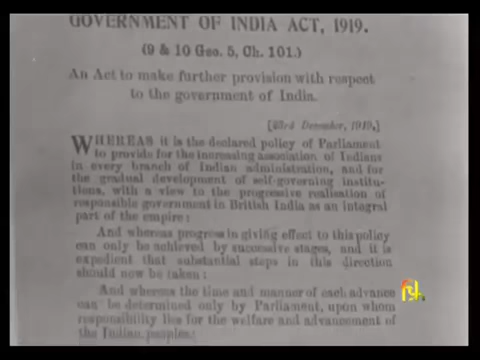 GOVERNMENT OF INDIA ACT, 1919.
(9 & 10 Geo. 5, Ch. 101.)
An Act to make further provision with respect
to the government of India.
[23rd December, 1919.]
WHEREAS it is the declared policy of Parliament
to provide for the increasing association of Indians
in every branch of Indian administration, and for
the gradual development of self-governing institu-
tions, with a view to the progressive realisation of
responsible government in British India as an integral
part of the empire:
And whereas progress in giving effect to this policy
can only be achieved by successive stages, and it is
expedient that substantial steps in this direction
should now be taken:
And whereas the time and manner of each advance
can be determined only by Parliament, upon whom
responsibility lies for the welfare and advancement of
the Indian peoples: